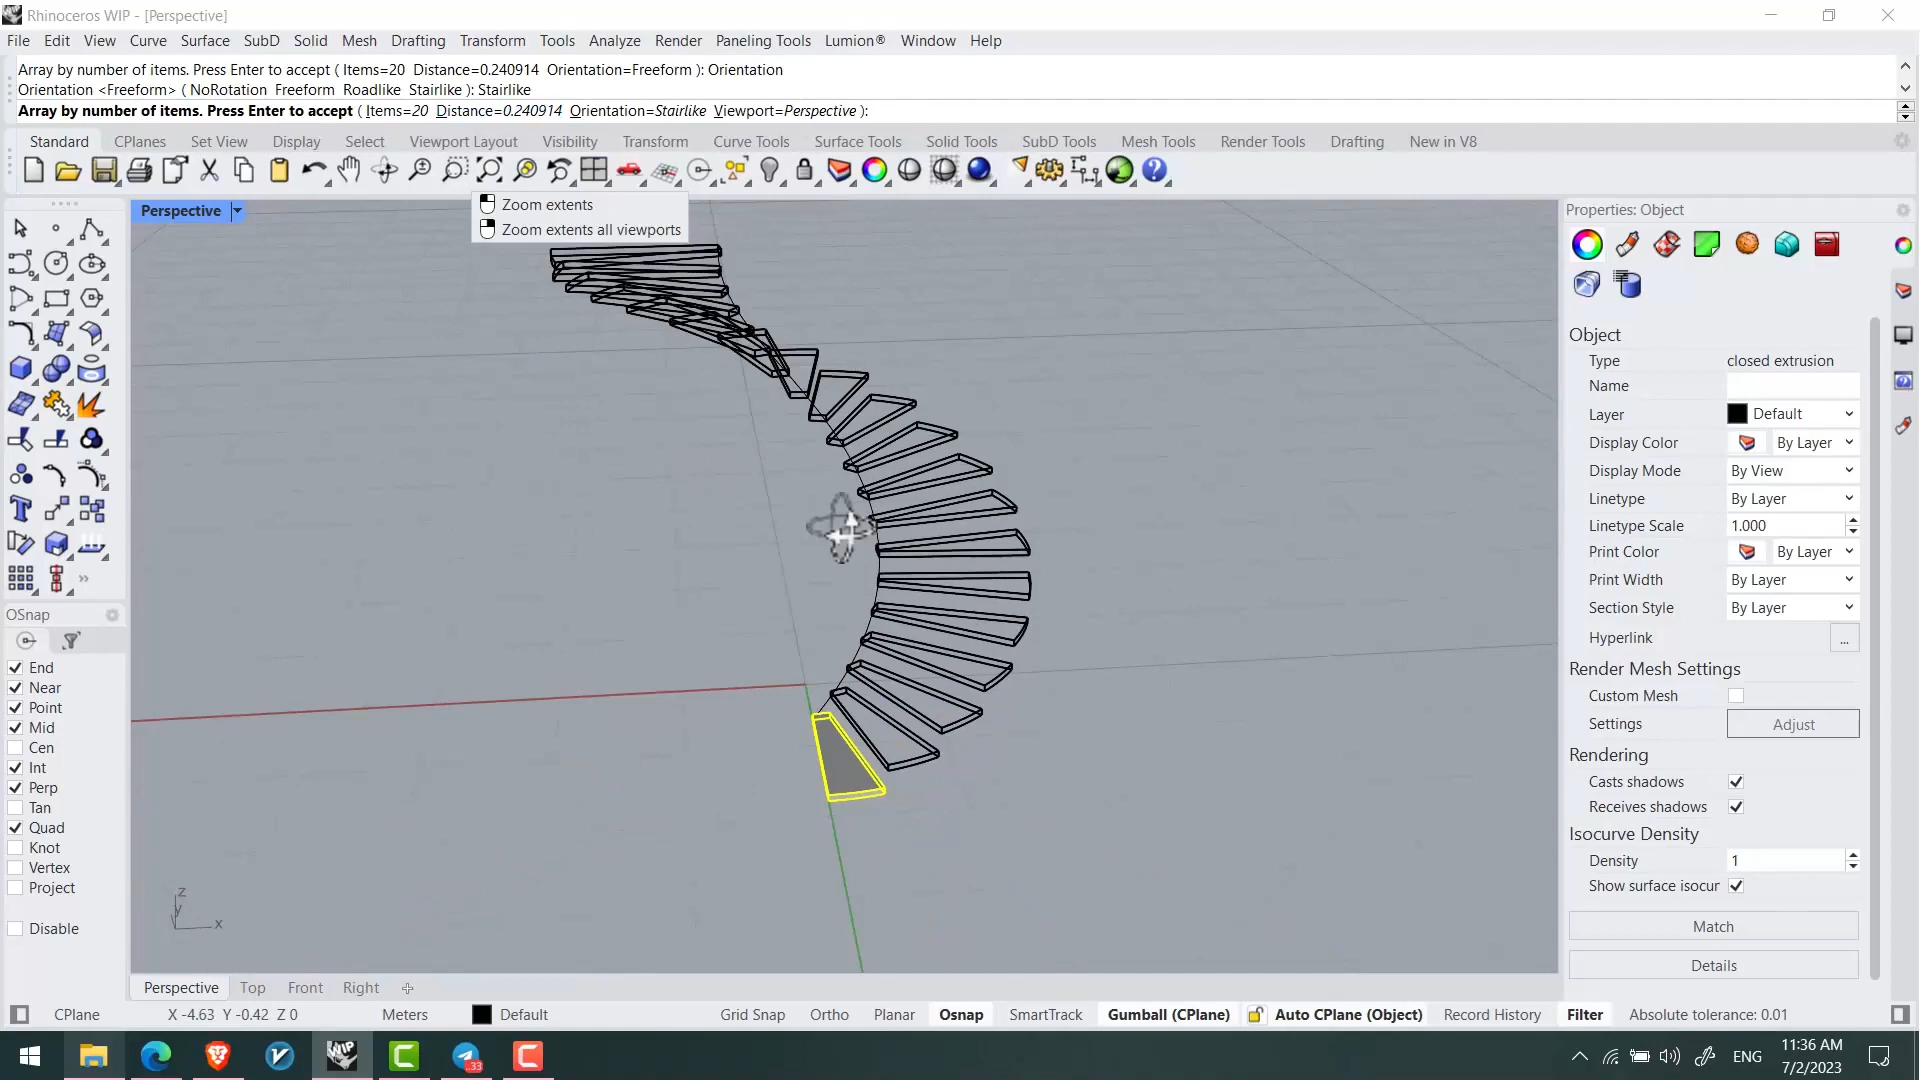 Rhinoceros WIP - [Perspective]
File Edit View Curve Surface SubD Solid Mesh Drafting Transform Tools Analyze Render Paneling Tools Lumion® Window Help
Array by number of items. Press Enter to accept ( Items=20 Distance=0.240914 Orientation=Freeform ): Orientation
Orientation <Freeform> ( NoRotation Freeform Roadlike Stairlike ): Stairlike
Array by number of items. Press Enter to accept ( Items=20 Distance=0.240914 Orientation=Stairlike Viewport=Perspective ):
Standard CPlanes Set View Display Select Viewport Layout Visibility Transform Curve Tools Surface Tools Solid Tools SubD Tools Mesh Tools Render Tools Drafting New in V8
Zoom extents
Zoom extents all viewports
Perspective
Properties: Object
Object
Type closed extrusion
Name
Layer Default
Display Color By Layer
Display Mode By View
Linetype By Layer
Linetype Scale 1.000
Print Color By Layer
Print Width By Layer
Section Style By Layer
Hyperlink ...
Render Mesh Settings
Custom Mesh
Settings Adjust
Rendering
Casts shadows
Receives shadows
Isocurve Density
Density 1
Show surface isocur
Match
Details
OSnap
End
Near
Point
Mid
Cen
Int
Perp
Tan
Quad
Knot
Vertex
Project
Disable
z
y
x
Perspective Top Front Right
CPlane X -4.63 Y -0.42 Z 0 Meters Default Grid Snap Ortho Planar Osnap SmartTrack Gumball (CPlane) Auto CPlane (Object) Record History Filter Absolute tolerance: 0.01
WIP
33
ENG
11:36 AM
7/2/2023